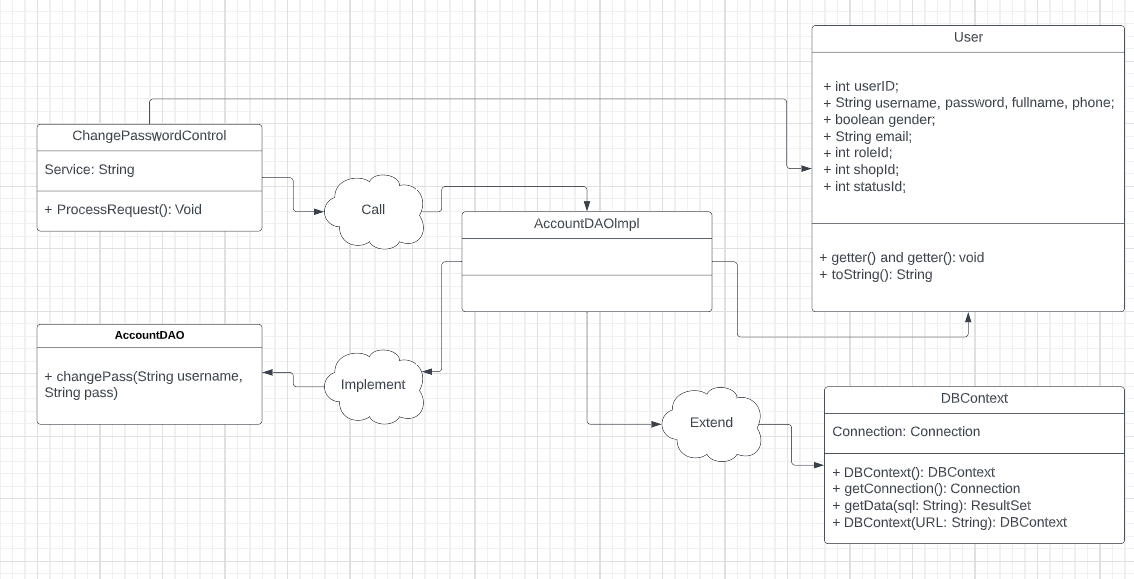 User
+ int userID;
+ String username, password, fullname, phone;
+ boolean gender;
+ String email;
+ int roleId;
+ int shopId;
+ int statusId;
+ getter() and getter(): void
+ toString(): String
ChangePasswordControl
Service: String
+ ProcessRequest(): Void
Call
AccountDAOImpl
AccountDAO
+ changePass(String username,
String pass)
Implement
Extend
DBContext
Connection: Connection
+ DBContext(): DBContext
+ getConnection(): Connection
+ getData(sql: String): ResultSet
+ DBContext(URL: String): DBContext